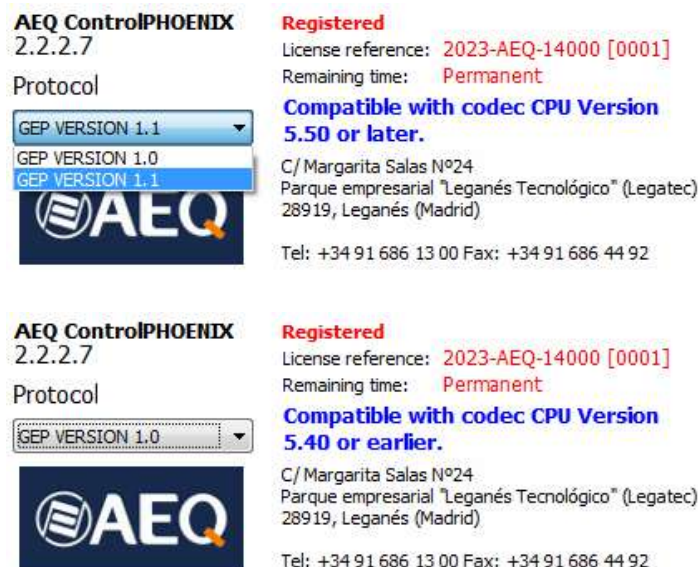 AEQ ControlPHOENIX
2.2.2.7
Protocol
GEP VERSION 1.1
GEP VERSION 1.0
GEP VERSION 1.1
AEQ
Registered
License reference: 2023-AEQ-14000 [0001]
Remaining time: Permanent
Compatible with codec CPU Version
5.50 or later.
C/ Margarita Salas Nº24
Parque empresarial "Leganés Tecnológico" (Legatec)
28919, Leganés (Madrid)
Tel: +34 91 686 13 00 Fax: +34 91 686 44 92
AEQ ControlPHOENIX
2.2.2.7
Protocol
GEP VERSION 1.0
AEQ
Registered
License reference: 2023-AEQ-14000 [0001]
Remaining time: Permanent
Compatible with codec CPU Version
5.40 or earlier.
C/ Margarita Salas Nº24
Parque empresarial "Leganés Tecnológico" (Legatec)
28919, Leganés (Madrid)
Tel: +34 91 686 13 00 Fax: +34 91 686 44 92